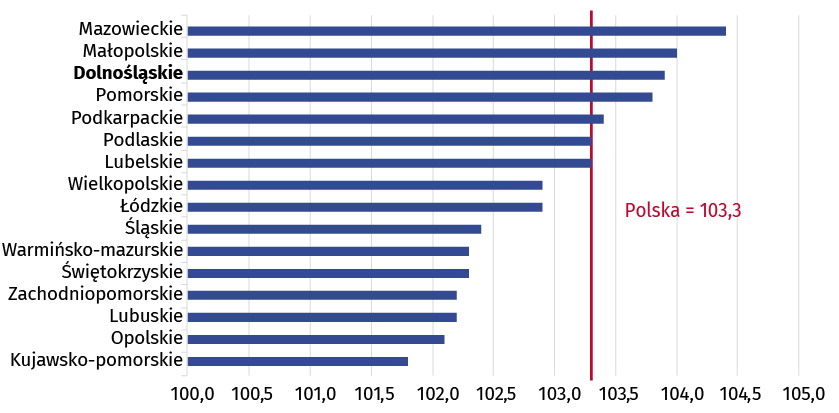 Mazowieckie
Małopolskie
Dolnośląskie
Pomorskie
Podkarpackie
Podlaskie
Lubelskie
Wielkopolskie
Łódzkie
Polska = 103,3
Śląskie
Warmińsko-mazurskie
Świętokrzyskie
Zachodniopomorskie
Lubuskie
Opolskie
Kujawsko-pomorskie
100,0 100,5 101,0 101,5 102,0 102,5 103,0 103,5 104,0 104,5 105,0